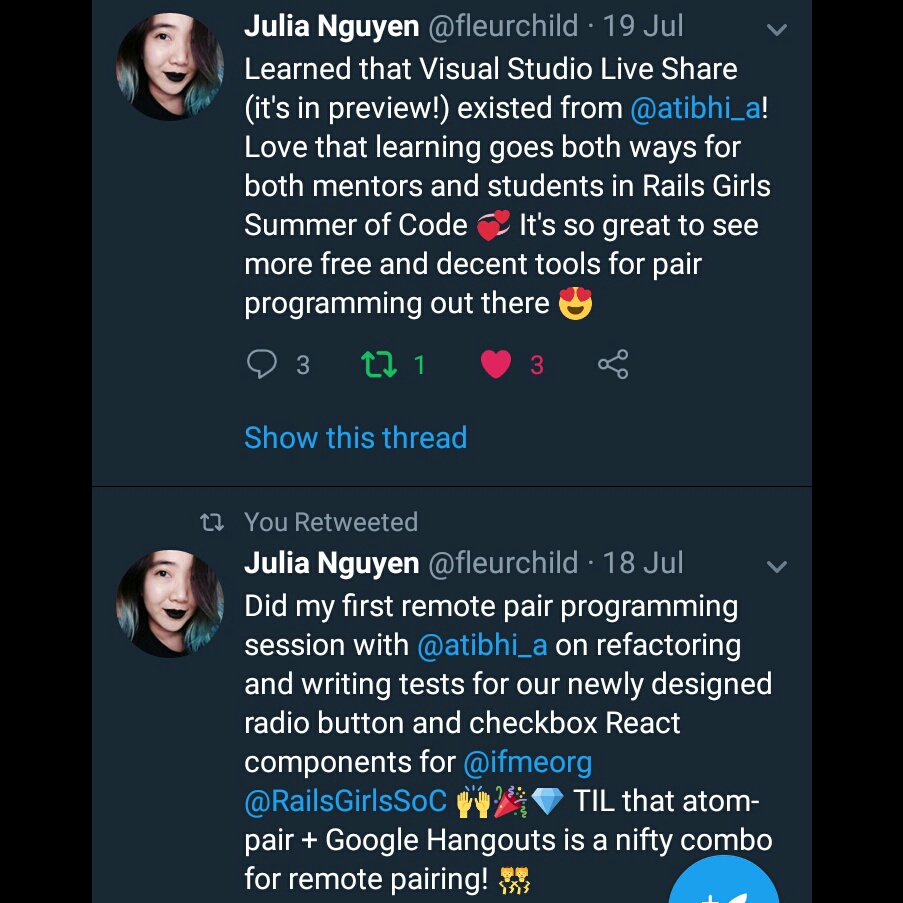 Julia Nguyen @fleurchild · 19 Jul
Learned that Visual Studio Live Share
(it's in preview!) existed from @atibhi_a!
Love that learning goes both ways for
both mentors and students in Rails Girls
Summer of Code 💞 It's so great to see
more free and decent tools for pair
programming out there 😍
3 1 3
Show this thread
You Retweeted
Julia Nguyen @fleurchild · 18 Jul
Did my first remote pair programming
session with @atibhi_a on refactoring
and writing tests for our newly designed
radio button and checkbox React
components for @ifmeorg
@RailsGirlsSoC 🙌🎉💎 TIL that atom-
pair + Google Hangouts is a nifty combo
for remote pairing! 👯